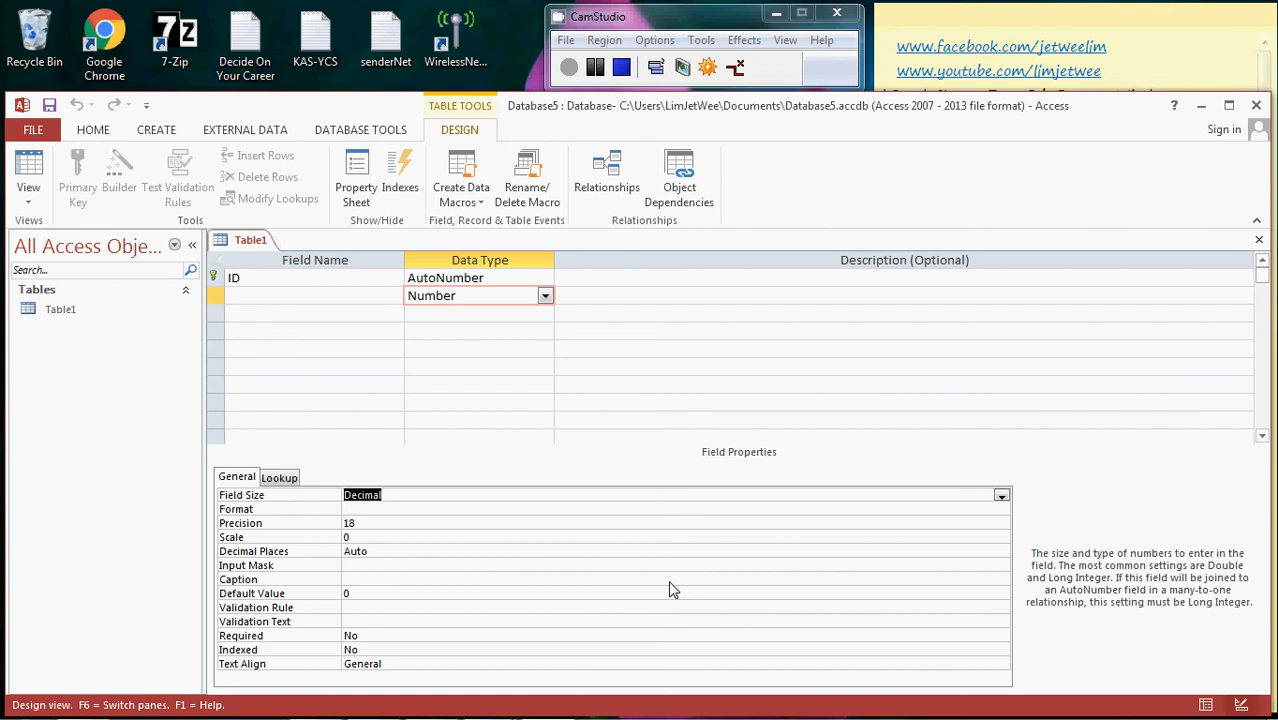 Recycle Bin
Google Chrome
7-Zip
Decide On Your Career
KAS-YCS
senderNet
WirelessNe...
CamStudio
File Region Options Tools Effects View Help
www.facebook.com/jetweelim
www.youtube.com/limjetwee
TABLE TOOLS
Database5 : Database- C:\Users\LimJetWee\Documents\Database5.accdb (Access 2007 - 2013 file format) - Access
FILE HOME CREATE EXTERNAL DATA DATABASE TOOLS DESIGN
Sign in
View
Views
Primary Key
Builder
Test Validation Rules
Insert Rows
Delete Rows
Modify Lookups
Tools
Property Sheet
Indexes
Show/Hide
Create Data Macros
Rename/ Delete Macro
Field, Record & Table Events
Relationships
Object Dependencies
Relationships
All Access Obje...
Search...
Tables
Table1
Table1
Field Name Data Type Description (Optional)
ID AutoNumber
Number
Field Properties
General Lookup
Field Size Decimal
Format
Precision 18
Scale 0
Decimal Places Auto
Input Mask
Caption
Default Value 0
Validation Rule
Validation Text
Required No
Indexed No
Text Align General
The size and type of numbers to enter in the
field. The most common settings are Double
and Long Integer. If this field will be joined to
an AutoNumber field in a many-to-one
relationship, this setting must be Long Integer.
Design view. F6 = Switch panes. F1 = Help.